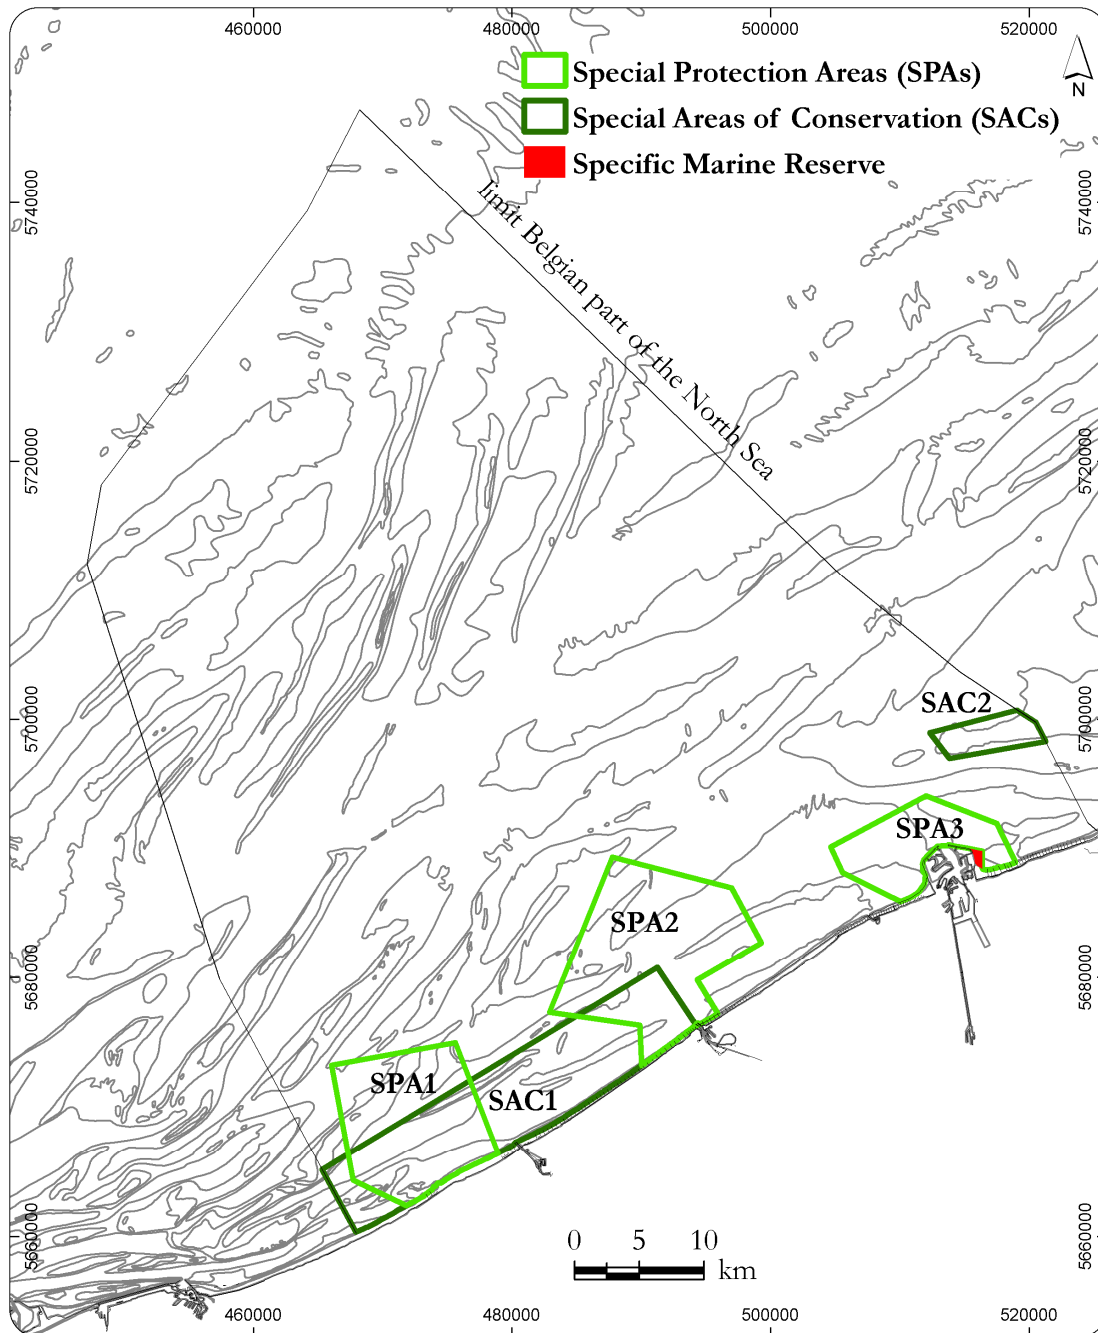 460000 480000 500000 520000
Special Protection Areas (SPAs)
Special Areas of Conservation (SACs)
Specific Marine Reserve
N
5740000 5740000
limit Belgian part of the North Sea
5720000 5720000
5700000 5700000
SAC2
SPA3
SPA2
5680000 5680000
SPA1
SAC1
5660000 5660000
0 5 10
km
460000 480000 500000 520000